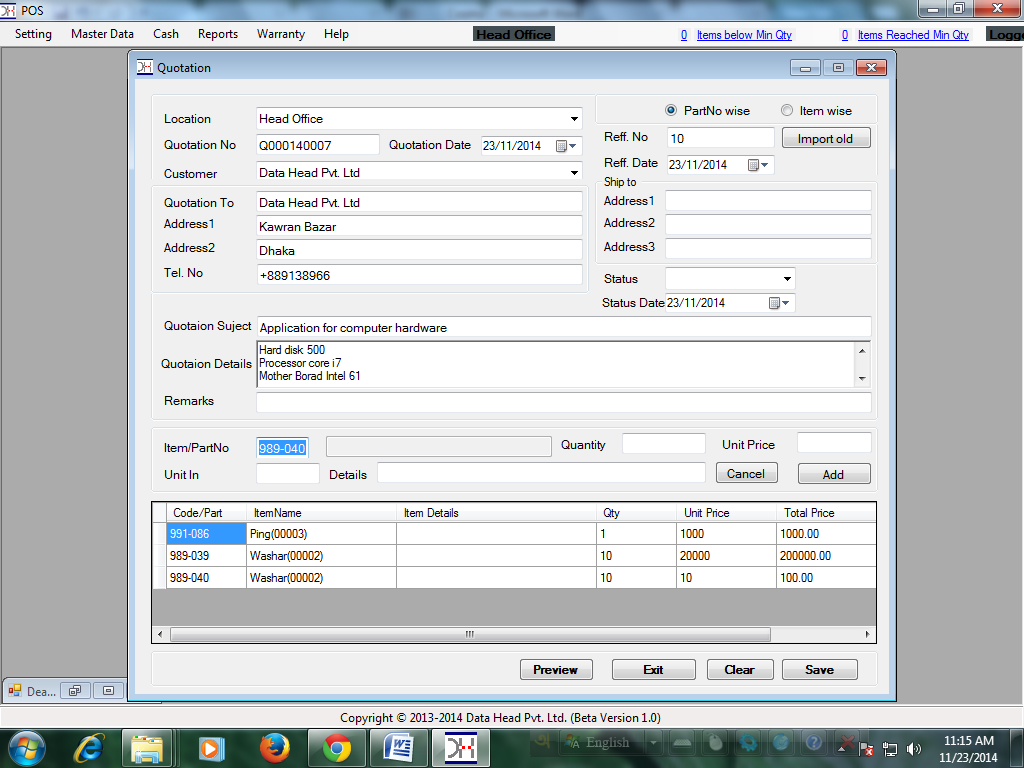 POS
Setting Master Data Cash Reports Warranty Help Head Office 0 Items below Min Qty 0 Items Reached Min Qty Logge
Quotation
PartNo wise Item wise
Location Head Office
Reff. No 10 Import old
Quotation No Q000140007 Quotation Date 23/11/2014
Reff. Date 23/11/2014
Customer Data Head Pvt. Ltd
Ship to
Quotation To Data Head Pvt. Ltd
Address1
Address1 Kawran Bazar
Address2
Address2 Dhaka
Address3
Tel. No +889138966
Status
Status Date 23/11/2014
Quotaion Suject Application for computer hardware
Quotaion Details Hard disk 500
Processor core i7
Mother Borad Intel 61
Remarks
Item/PartNo 989-040 Quantity Unit Price
Unit In Details Cancel Add
Code/Part ItemName Item Details Qty Unit Price Total Price
991-086 Ping(00003) 1 1000 1000.00
989-039 Washar(00002) 10 20000 200000.00
989-040 Washar(00002) 10 10 100.00
Preview Exit Clear Save
Dea...
Copyright © 2013-2014 Data Head Pvt. Ltd. (Beta Version 1.0)
English
11:15 AM
11/23/2014